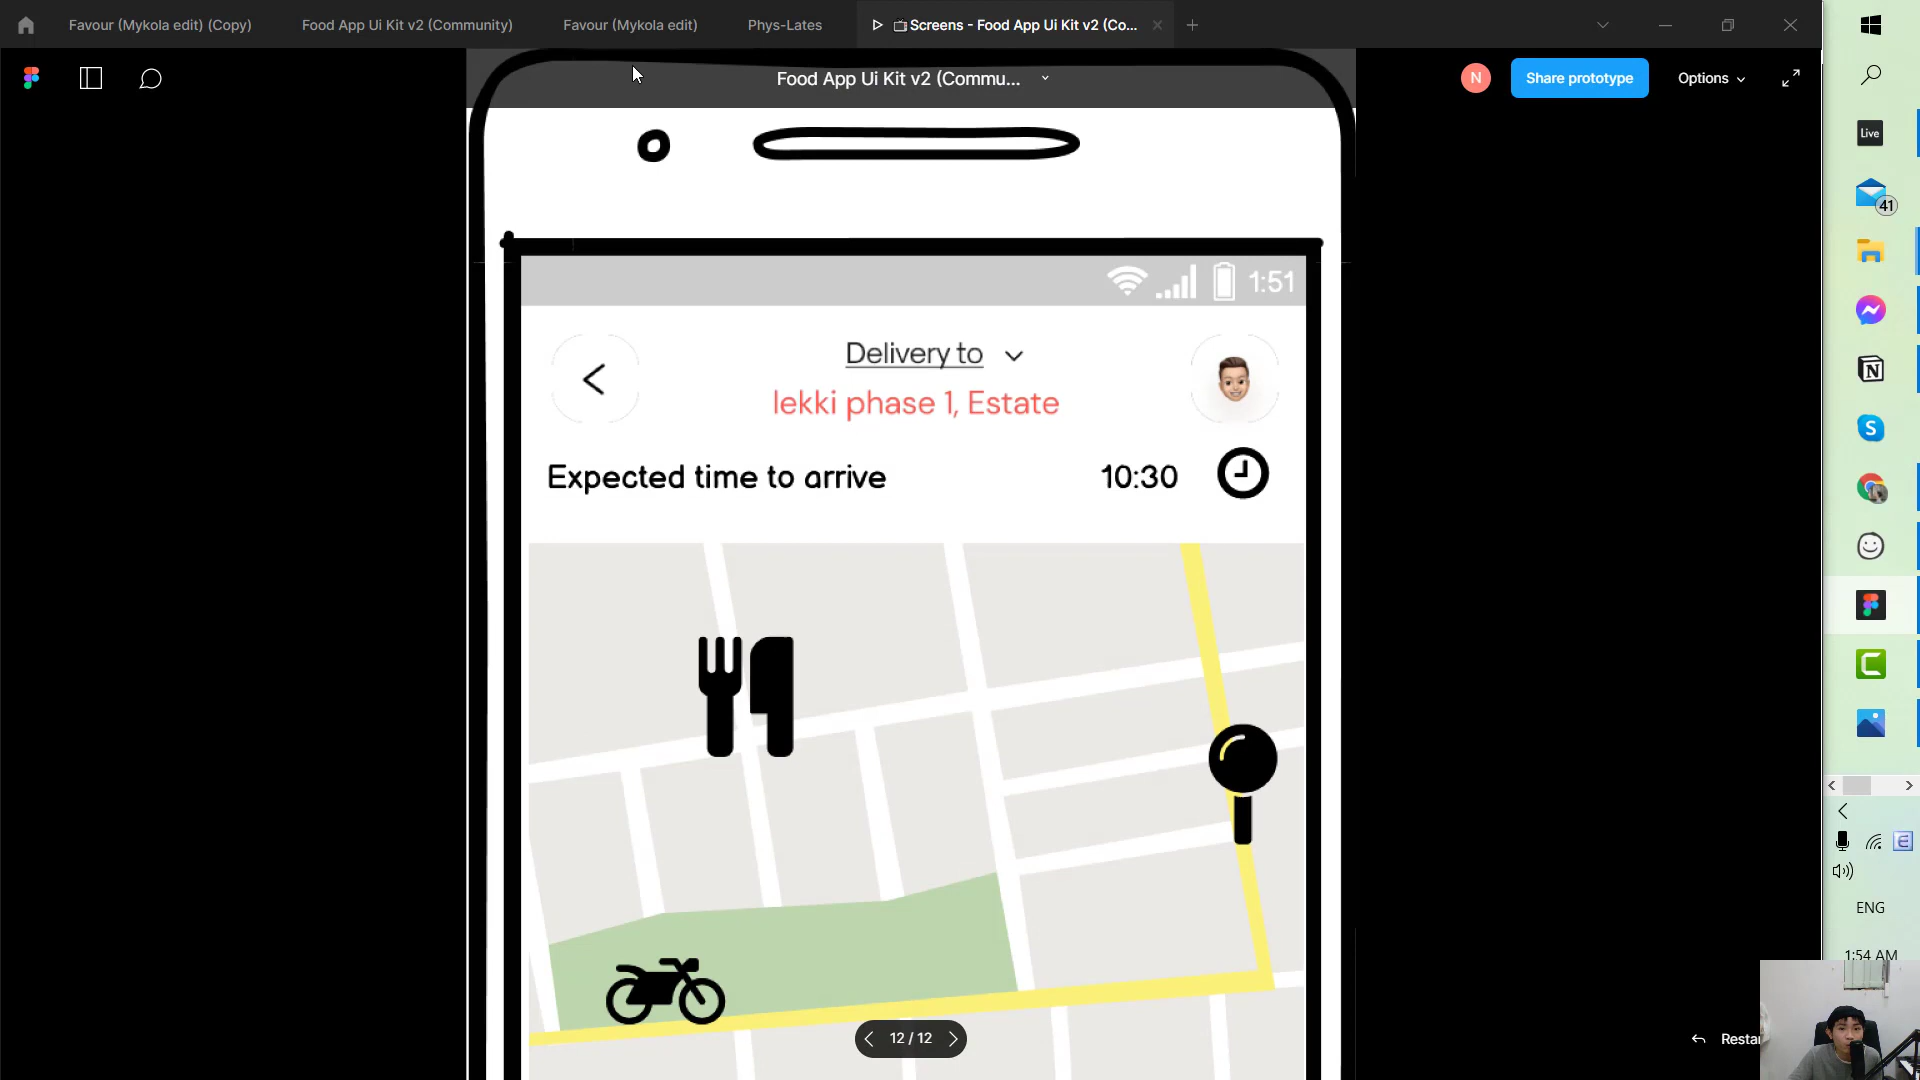 Favour (Mykola edit) (Copy)
Food App Ui Kit v2 (Community)
Favour (Mykola edit)
Phys-Lates
Screens - Food App Ui Kit v2 (Co...
Food App Ui Kit v2 (Commu...
N
Share prototype
Options
Live
41
1:51
Delivery to
lekki phase 1, Estate
Expected time to arrive
10:30
N
S
12 / 12
ENG
1:54 AM
Resta